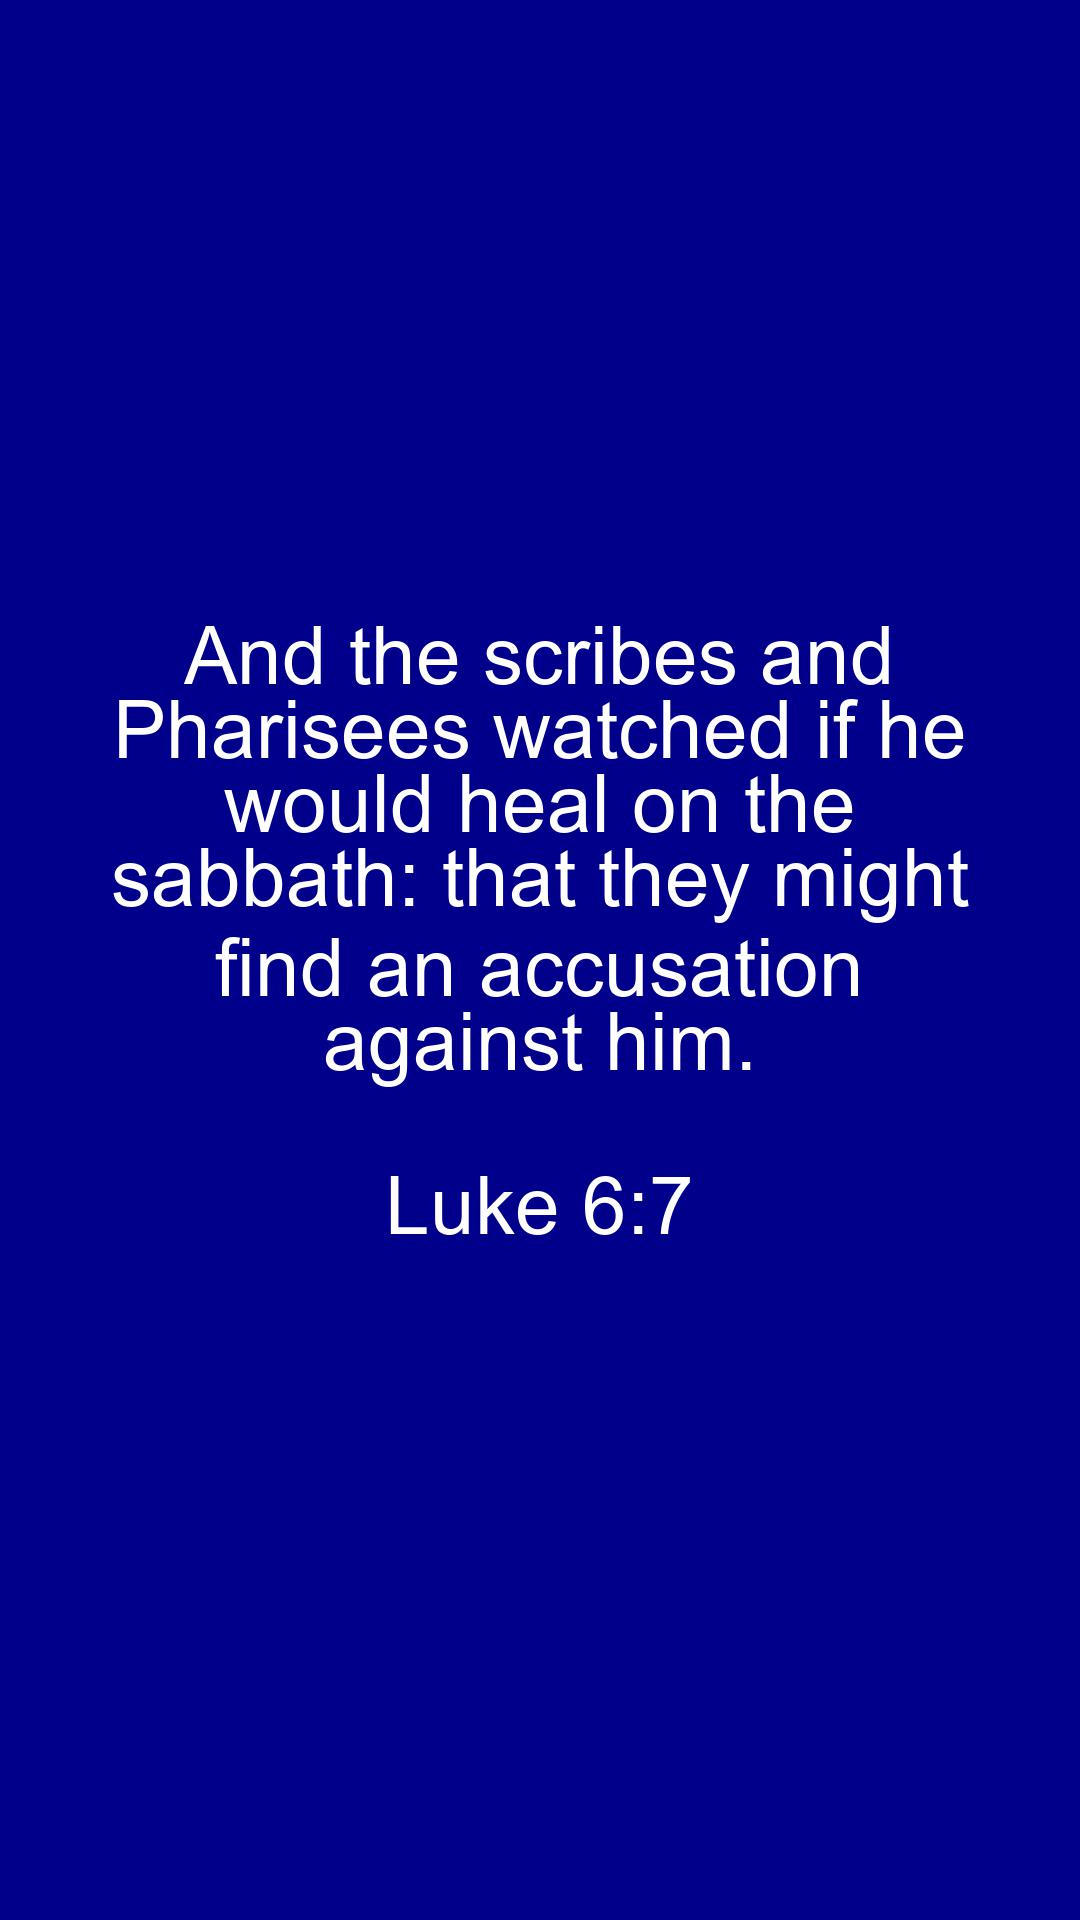 And the scribes and
Pharisees watched if he
would heal on the
sabbath: that they might
find an accusation
against him.
Luke 6:7